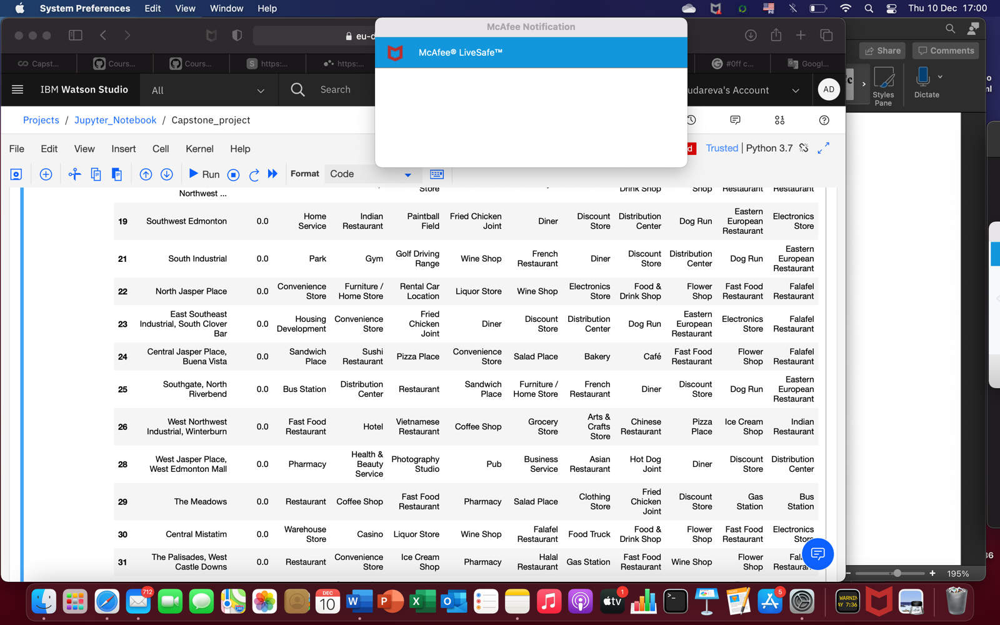 System Preferences Edit View Window Help
Thu 10 Dec 17:00
McAfee Notification
McAfee® LiveSafe™
eu-d
Capst...
Cours...
Cours...
S https:...
https:...
#0ff c...
Googl...
Share
Comments
Styles
Pane
Dictate
IBM Watson Studio
All
Search
udareva's Account
AD
Projects / Jupyter_Notebook / Capstone_project
File Edit View Insert Cell Kernel Help
d
Trusted | Python 3.7
Run
Format
Code
Store Drink Shop Shop Restaurant Restaurant
Northwest ...
19 Southwest Edmonton 0.0 Home Service Indian Restaurant Paintball Field Fried Chicken Joint Diner Discount Store Distribution Center Dog Run Eastern European Restaurant Electronics Store
21 South Industrial 0.0 Park Gym Golf Driving Range Wine Shop French Restaurant Diner Discount Store Distribution Center Dog Run Eastern European Restaurant
22 North Jasper Place 0.0 Convenience Store Furniture / Home Store Rental Car Location Liquor Store Wine Shop Electronics Store Food & Drink Shop Flower Shop Fast Food Restaurant Falafel Restaurant
23 East Southeast Industrial, South Clover Bar 0.0 Housing Development Convenience Store Fried Chicken Joint Diner Discount Store Distribution Center Dog Run Eastern European Restaurant Electronics Store Falafel Restaurant
24 Central Jasper Place, Buena Vista 0.0 Sandwich Place Sushi Restaurant Pizza Place Convenience Store Salad Place Bakery Café Fast Food Restaurant Flower Shop Falafel Restaurant
25 Southgate, North Riverbend 0.0 Bus Station Distribution Center Restaurant Sandwich Place Furniture / Home Store French Restaurant Diner Discount Store Dog Run Eastern European Restaurant
26 West Northwest Industrial, Winterburn 0.0 Fast Food Restaurant Hotel Vietnamese Restaurant Coffee Shop Grocery Store Arts & Crafts Store Chinese Restaurant Pizza Place Ice Cream Shop Indian Restaurant
28 West Jasper Place, West Edmonton Mall 0.0 Pharmacy Health & Beauty Service Photography Studio Pub Business Service Asian Restaurant Hot Dog Joint Diner Discount Store Distribution Center
29 The Meadows 0.0 Restaurant Coffee Shop Fast Food Restaurant Pharmacy Salad Place Clothing Store Fried Chicken Joint Discount Store Gas Station Bus Station
30 Central Mistatim 0.0 Warehouse Store Casino Liquor Store Wine Shop Falafel Restaurant Food Truck Food & Drink Shop Flower Shop Fast Food Restaurant Electronics Store
31 The Palisades, West Castle Downs 0.0 Restaurant Convenience Store Ice Cream Shop Pharmacy Halal Restaurant Gas Station Fast Food Restaurant Wine Shop Flower Shop
195%
712
DEC
10
W
P
X
tv
1
5
WARNIN
AY 7:36